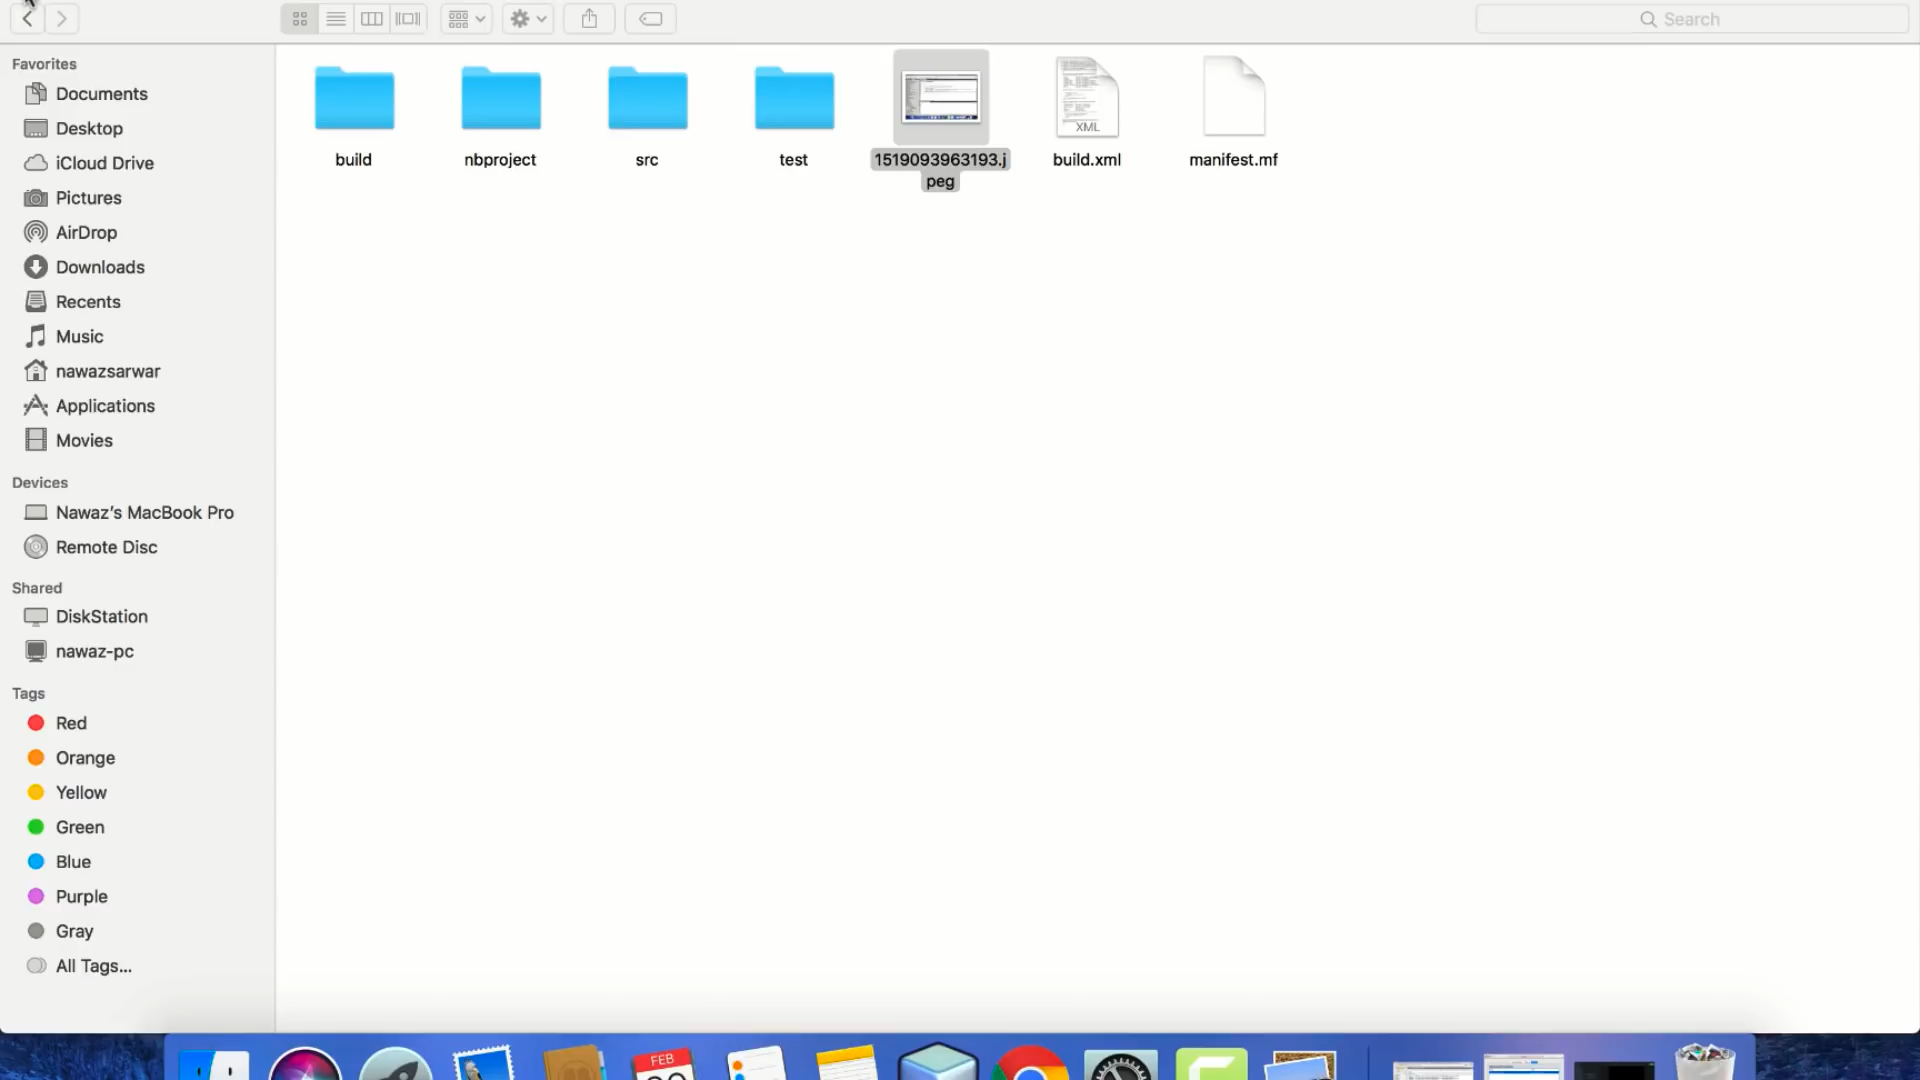 Search
Favorites
Documents
Desktop
iCloud Drive
Pictures
AirDrop
Downloads
Recents
Music
nawazsarwar
Applications
Movies
Devices
Nawaz's MacBook Pro
Remote Disc
Shared
DiskStation
nawaz-pc
Tags
Red
Orange
Yellow
Green
Blue
Purple
Gray
All Tags...
build
nbproject
src
test
1519093963193.j
peg
XML
build.xml
manifest.mf
FEB